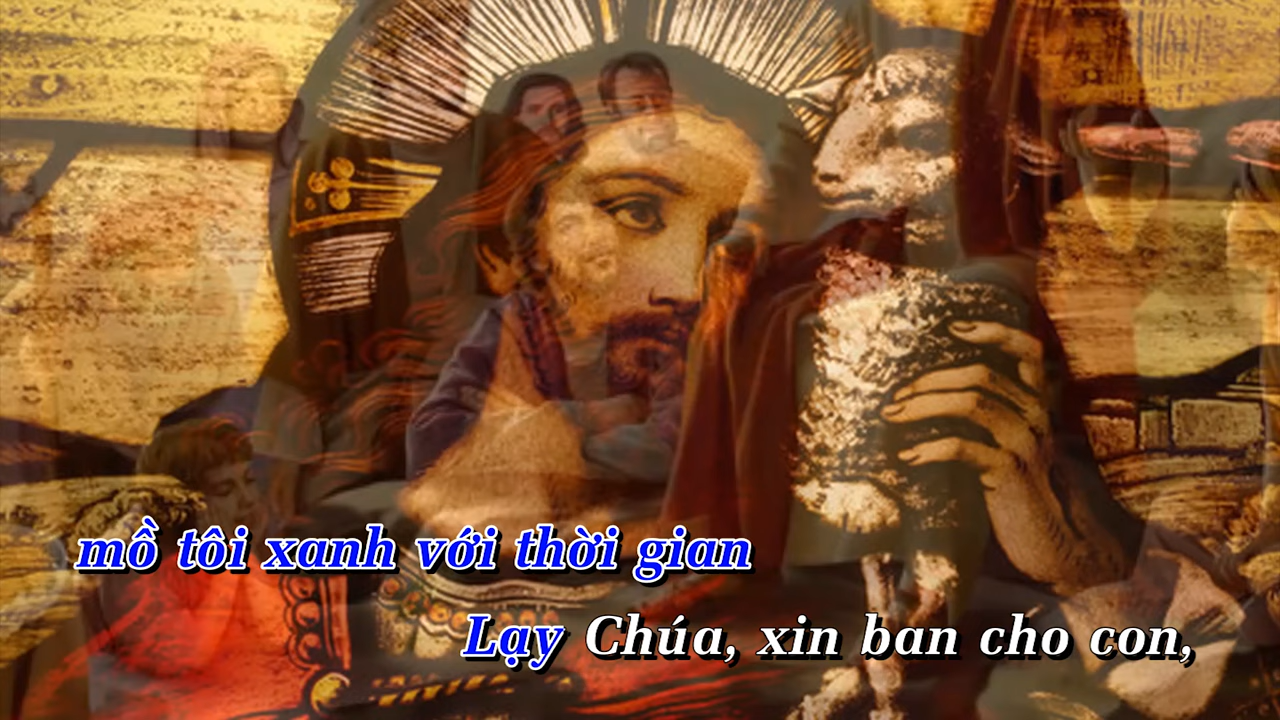 mồ tôi xanh với thời gian
Lạy Chúa, xin ban cho con,